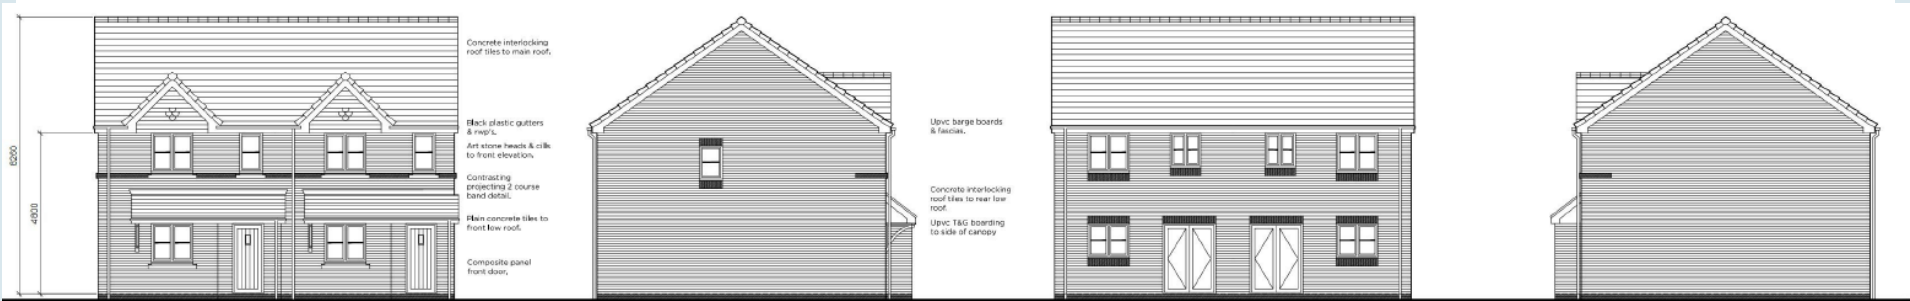 8260
4800
Concrete interlocking
roof tiles to main roof.
Black plastic gutters
& rwp's.
Art stone heads & cills
to front elevation.
Contrasting
projecting 2 course
band detail.
Plain concrete tiles to
front low roof.
Composite panel
front door.
Upvc barge boards
& fascias.
Concrete interlocking
roof tiles to rear low
roof.
Upvc T&G boarding
to side of canopy